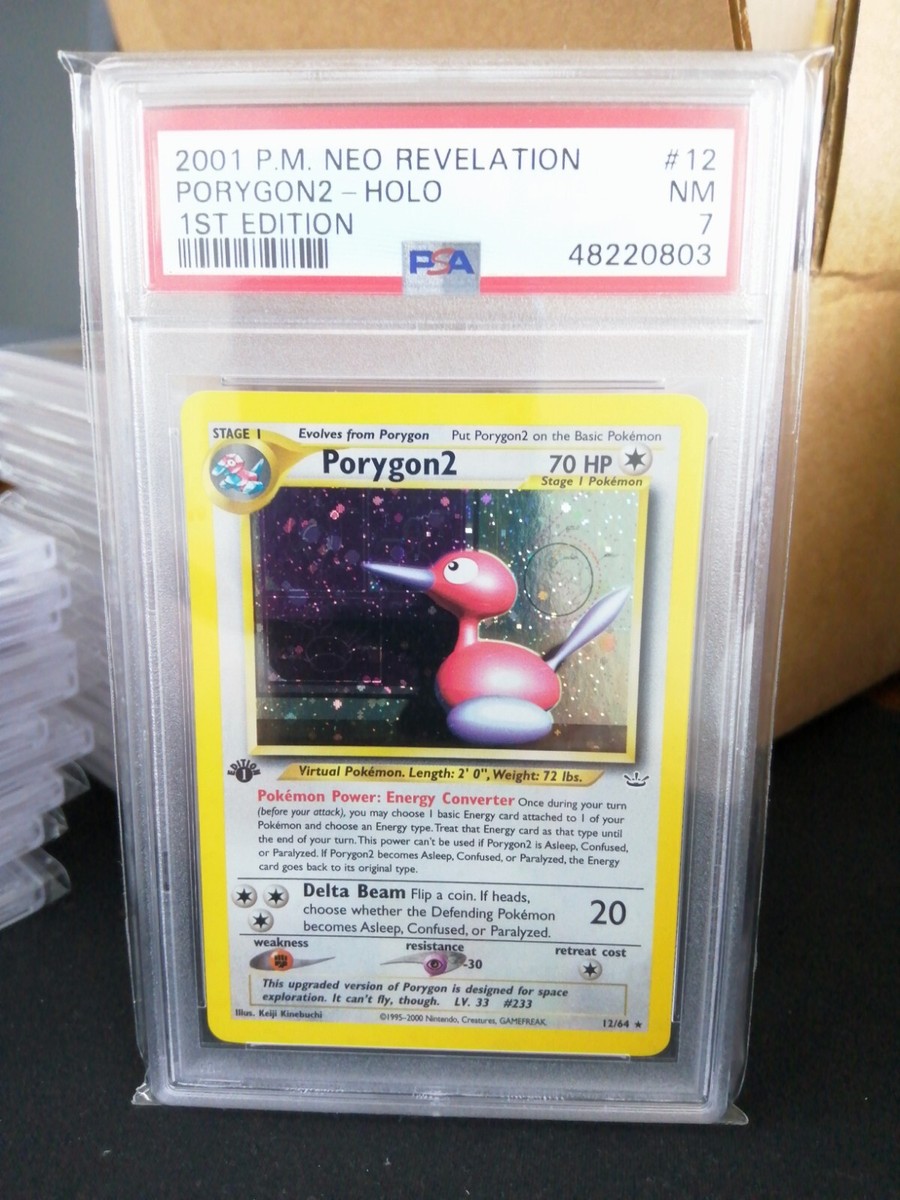 2001 P.M. NEO REVELATION #12
PORYGON2 – HOLO NM
1ST EDITION 7
PSA 48220803
STAGE 1 Evolves from Porygon Put Porygon2 on the Basic Pokémon
Porygon2 70 HP
Stage 1 Pokémon
EDITION 1
Virtual Pokémon. Length: 2' 0", Weight: 72 lbs.
Pokémon Power: Energy Converter Once during your turn
(before your attack), you may choose 1 basic Energy card attached to 1 of your
Pokémon and choose an Energy type. Treat that Energy card as that type until
the end of your turn. This power can't be used if Porygon2 is Asleep, Confused,
or Paralyzed. If Porygon2 becomes Asleep, Confused, or Paralyzed, the Energy
card goes back to its original type.
Delta Beam Flip a coin. If heads,
choose whether the Defending Pokémon 20
becomes Asleep, Confused, or Paralyzed.
weakness resistance retreat cost
-30
This upgraded version of Porygon is designed for space
exploration. It can't fly, though. LV. 33 #233
Illus. Keiji Kinebuchi ©1995-2000 Nintendo, Creatures, GAMEFREAK. 12/64 ★